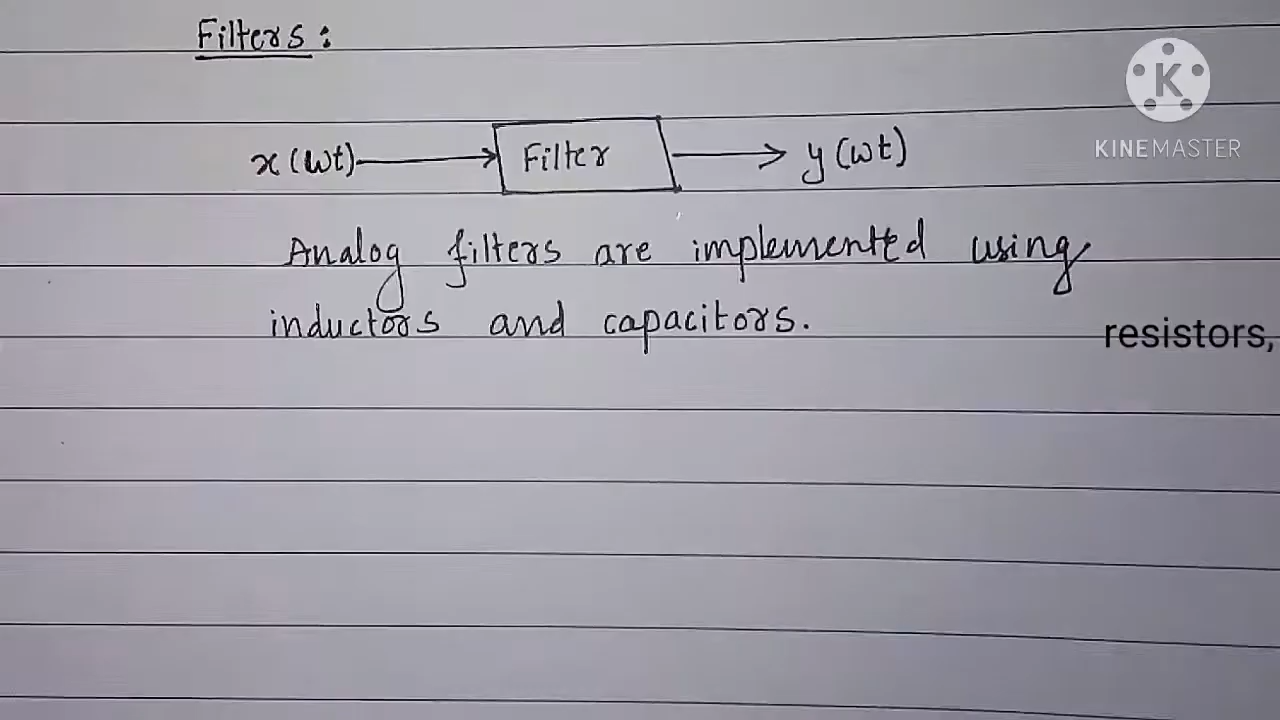 Filters :
K
KINEMASTER
x(ωt) Filter y(ωt)
Analog filters are implemented using
inductors and capacitors.
resistors,